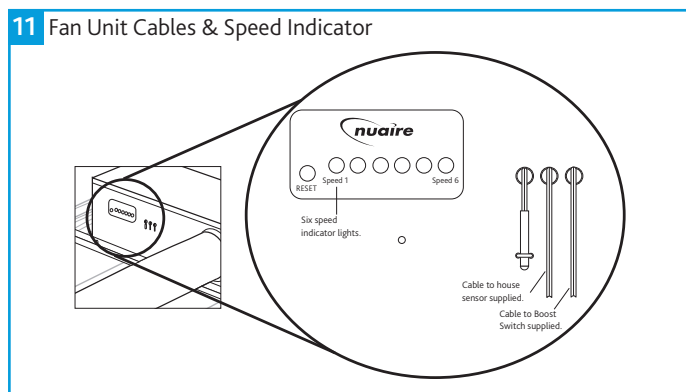 11 Fan Unit Cables & Speed Indicator
nuaire
RESET
Speed 1
Speed 6
Six speed
indicator lights.
Cable to house
sensor supplied.
Cable to Boost
Switch supplied.